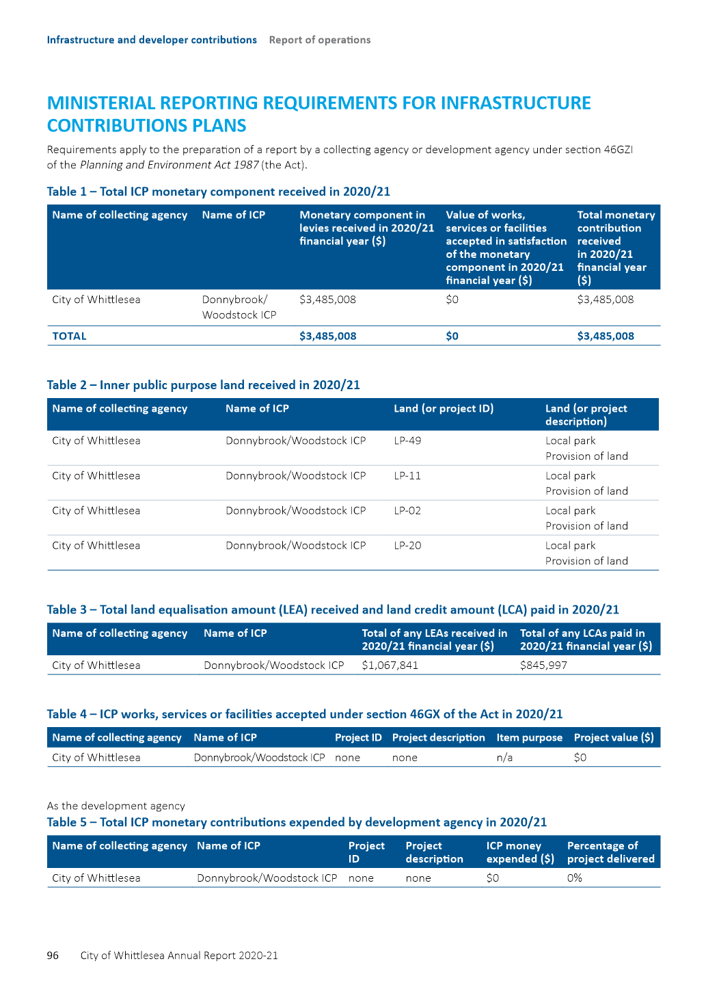 Infrastructure and developer contributions Report of operations
MINISTERIAL REPORTING REQUIREMENTS FOR INFRASTRUCTURE
CONTRIBUTIONS PLANS
Requirements apply to the preparation of a report by a collecting agency or development agency under section 46GZI
of the Planning and Environment Act 1987 (the Act).
Table 1 – Total ICP monetary component received in 2020/21
Name of collecting agency Name of ICP Monetary component in Value of works, Total monetary
levies received in 2020/21 services or facilities contribution
financial year ($) accepted in satisfaction received
of the monetary in 2020/21
component in 2020/21 financial year
financial year ($) ($)
City of Whittlesea Donnybrook/ $3,485,008 $0 $3,485,008
Woodstock ICP
TOTAL $3,485,008 $0 $3,485,008
Table 2 – Inner public purpose land received in 2020/21
Name of collecting agency Name of ICP Land (or project ID) Land (or project
description)
City of Whittlesea Donnybrook/Woodstock ICP LP-49 Local park
Provision of land
City of Whittlesea Donnybrook/Woodstock ICP LP-11 Local park
Provision of land
City of Whittlesea Donnybrook/Woodstock ICP LP-02 Local park
Provision of land
City of Whittlesea Donnybrook/Woodstock ICP LP-20 Local park
Provision of land
Table 3 – Total land equalisation amount (LEA) received and land credit amount (LCA) paid in 2020/21
Name of collecting agency Name of ICP Total of any LEAs received in Total of any LCAs paid in
2020/21 financial year ($) 2020/21 financial year ($)
City of Whittlesea Donnybrook/Woodstock ICP $1,067,841 $845,997
Table 4 – ICP works, services or facilities accepted under section 46GX of the Act in 2020/21
Name of collecting agency Name of ICP Project ID Project description Item purpose Project value ($)
City of Whittlesea Donnybrook/Woodstock ICP none none n/a $0
As the development agency
Table 5 – Total ICP monetary contributions expended by development agency in 2020/21
Name of collecting agency Name of ICP Project Project ICP money Percentage of
ID description expended ($) project delivered
City of Whittlesea Donnybrook/Woodstock ICP none none $0 0%
96 City of Whittlesea Annual Report 2020-21